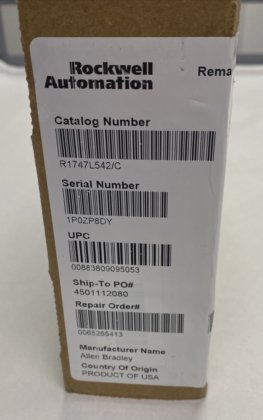 Rockwell
Automation
Rema
Catalog Number
R1747L542/C
Serial Number
1P0ZP8DY
UPC
00883809095053
Ship-To PO#
4501112080
Repair Order#
0065265413
Manufacturer Name
Allen Bradley
Country Of Origin
PRODUCT OF USA